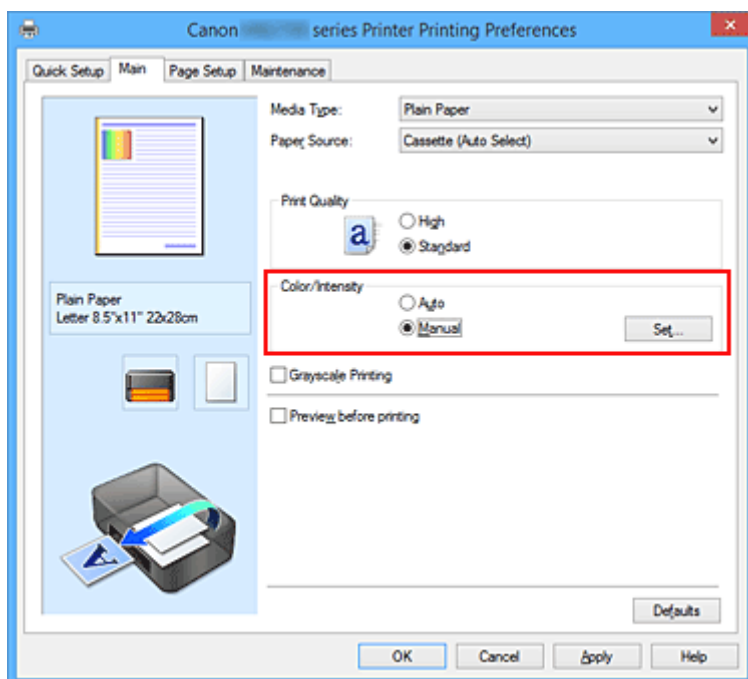 Canon series Printer Printing Preferences
Quick Setup Main Page Setup Maintenance
Media Type: Plain Paper
Paper Source: Cassette (Auto Select)
Print Quality
High
a
Standard
Color/Intensity
Auto
Manual Set...
Plain Paper
Letter 8.5"x11" 22x28cm
Grayscale Printing
Preview before printing
A
Defaults
OK Cancel Apply Help